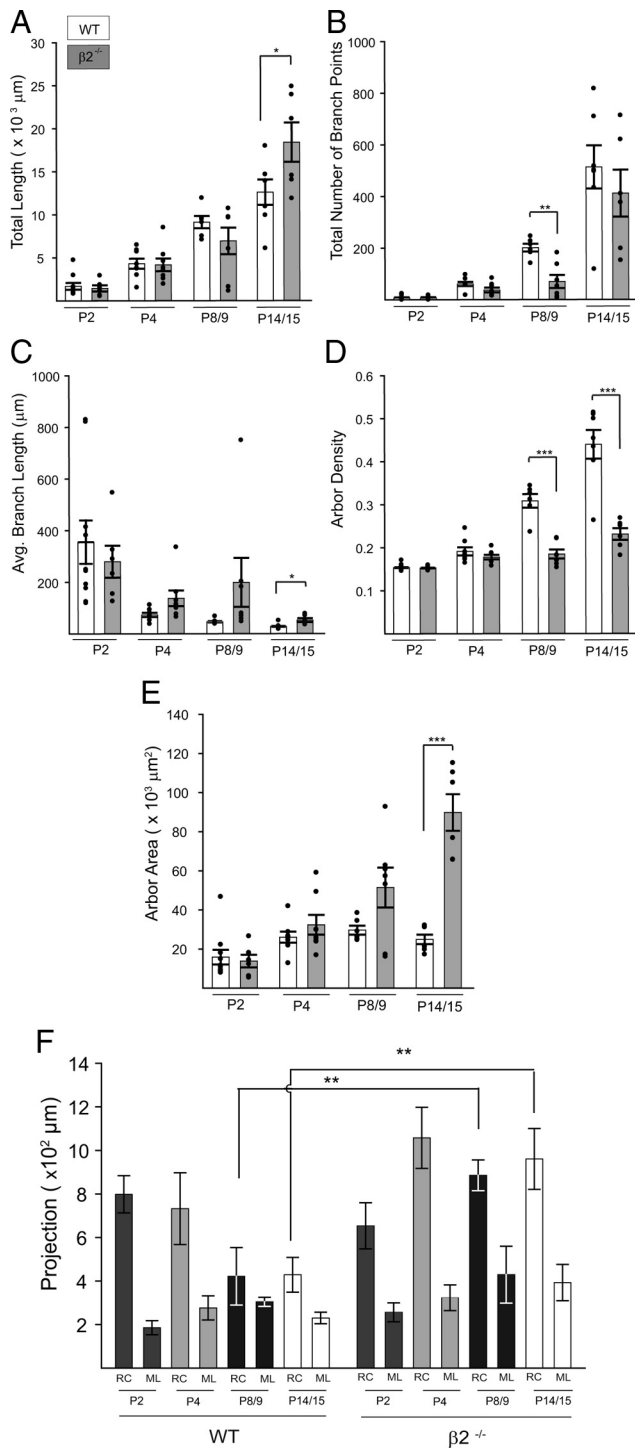 A
WT
β2-/-
Total Length ( x 10 3 μm)
30
25
20
15
10
5
*
P2 P4 P8/9 P14/15
B
Total Number of Branch Points
1000
800
600
400
200
**
P2 P4 P8/9 P14/15
C
Avg. Branch Length (μm)
1000
800
600
400
200
*
P2 P4 P8/9 P14/15
D
Arbor Density
0.6
0.5
0.4
0.3
0.2
0.1
***
***
P2 P4 P8/9 P14/15
E
Arbor Area ( x 103 μm2)
140
120
100
80
60
40
20
***
P2 P4 P8/9 P14/15
F
Projection ( x102 μm)
14
12
10
8
6
4
2
**
**
RC ML RC ML RC ML RC ML RC ML RC ML RC ML RC ML
P2 P4 P8/9 P14/15 P2 P4 P8/9 P14/15
WT β2 -/-